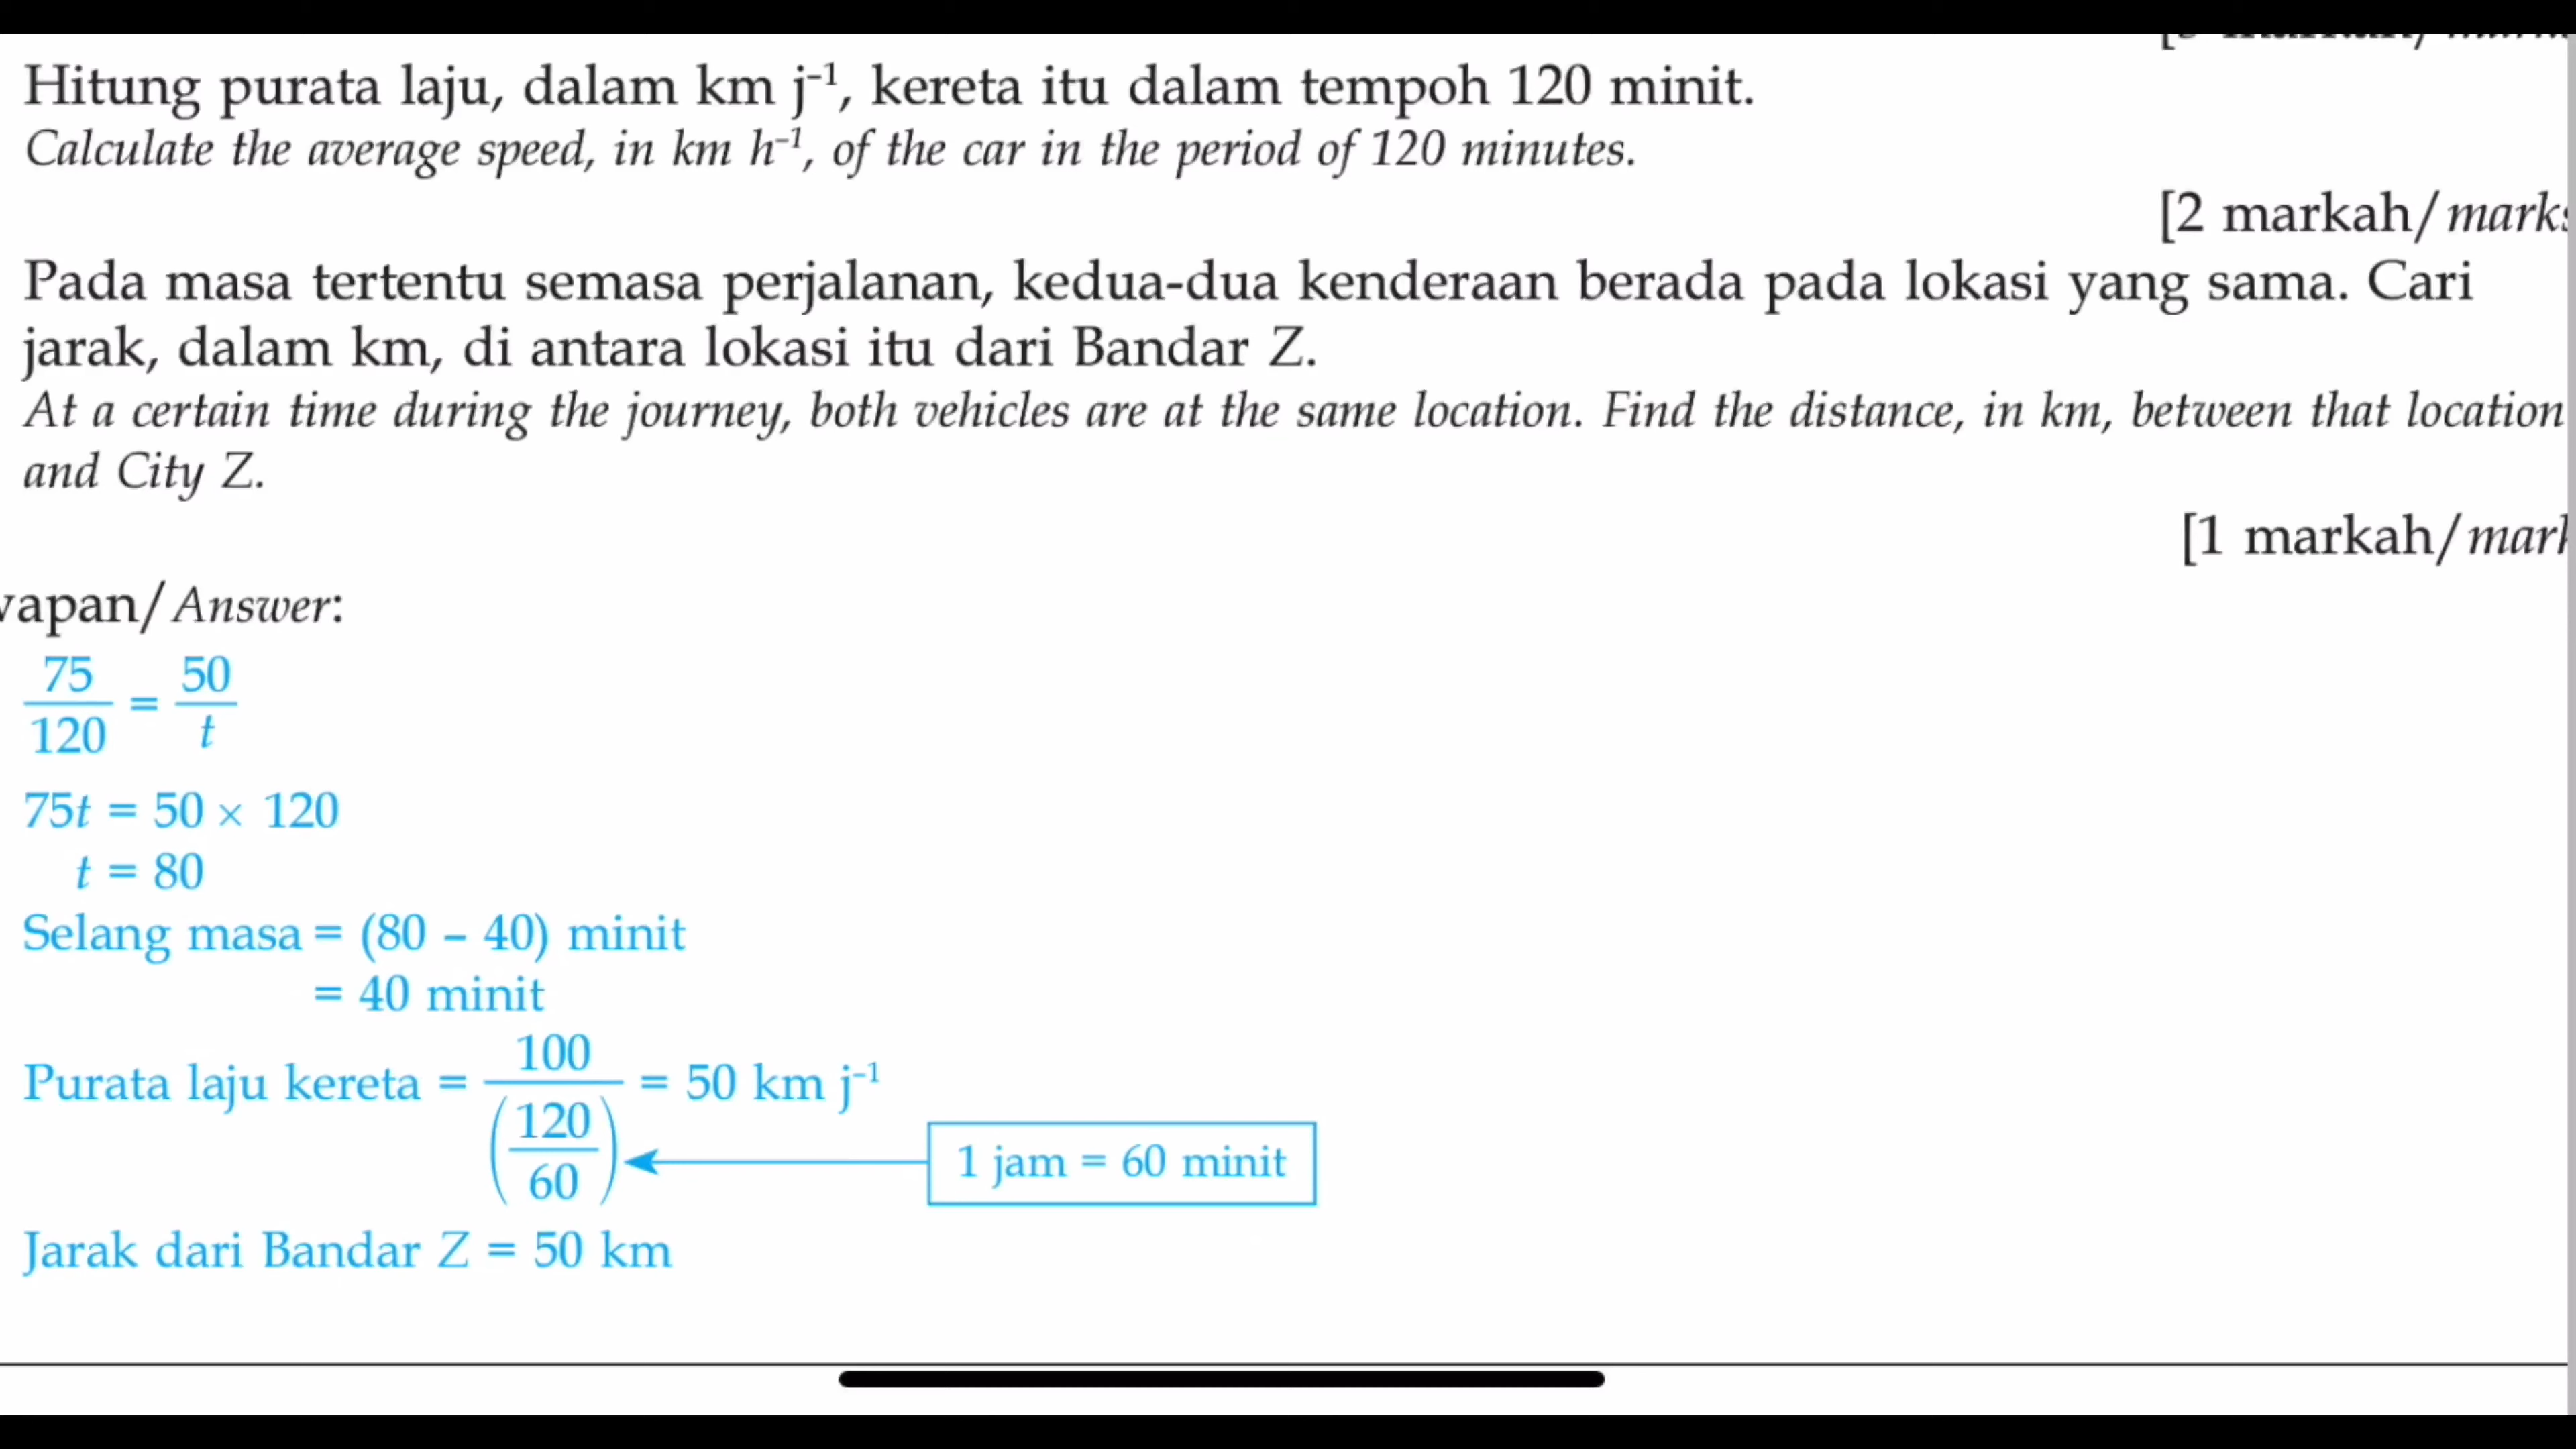 Hitung purata laju, dalam km j⁻¹, kereta itu dalam tempoh 120 minit.
Calculate the average speed, in km h⁻¹, of the car in the period of 120 minutes.
[2 markah/marks
Pada masa tertentu semasa perjalanan, kedua-dua kenderaan berada pada lokasi yang sama. Cari
jarak, dalam km, di antara lokasi itu dari Bandar Z.
At a certain time during the journey, both vehicles are at the same location. Find the distance, in km, between that location
and City Z.
[1 markah/mark
wapan/Answer:
75/120 = 50/t
75t = 50 × 120
t = 80
Selang masa = (80 – 40) minit
= 40 minit
Purata laju kereta = 100/(120/60) = 50 km j⁻¹
1 jam = 60 minit
Jarak dari Bandar Z = 50 km